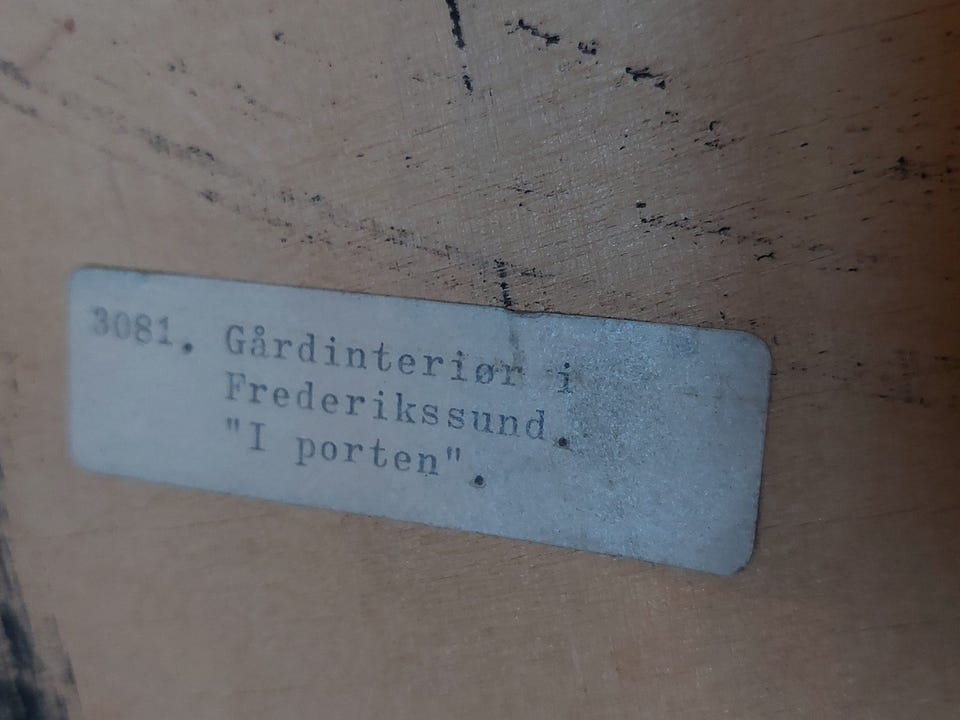 3081. Gårdinteriør i
Frederikssund.
"I porten".